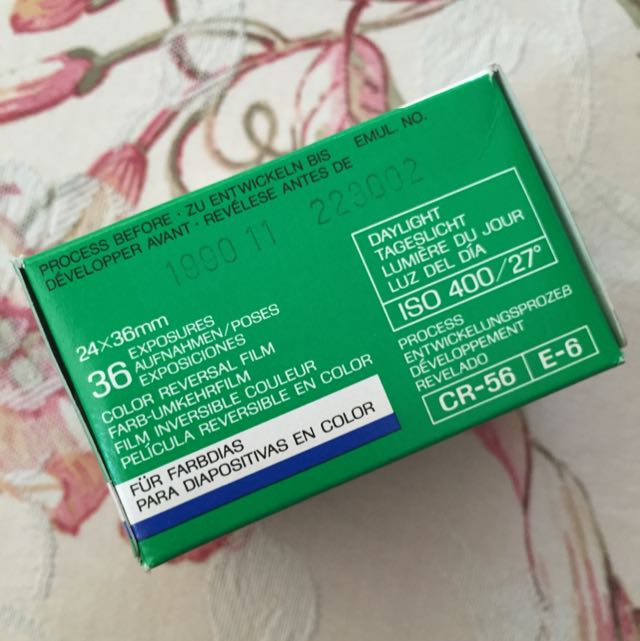 PROCESS BEFORE · ZU ENTWICKELN BIS EMUL. NO.
DÉVELOPPER AVANT · REVÉLESE ANTES DE
1990 11 223002
DAYLIGHT
TAGESLICHT
LUMIÈRE DU JOUR
LUZ DEL DÍA
ISO 400/27°
24×36mm
36 EXPOSURES
AUFNAHMEN/POSES
EXPOSICIONES
COLOR REVERSAL FILM
FARB-UMKEHRFILM
FILM INVERSIBLE COULEUR
PELÍCULA REVERSIBLE EN COLOR
PROCESS
ENTWICKELLUNGSPROZEß
DÉVELOPPEMENT
REVELADO
CR-56 E-6
FÜR FARBDIAS
PARA DIAPOSITIVAS EN COLOR